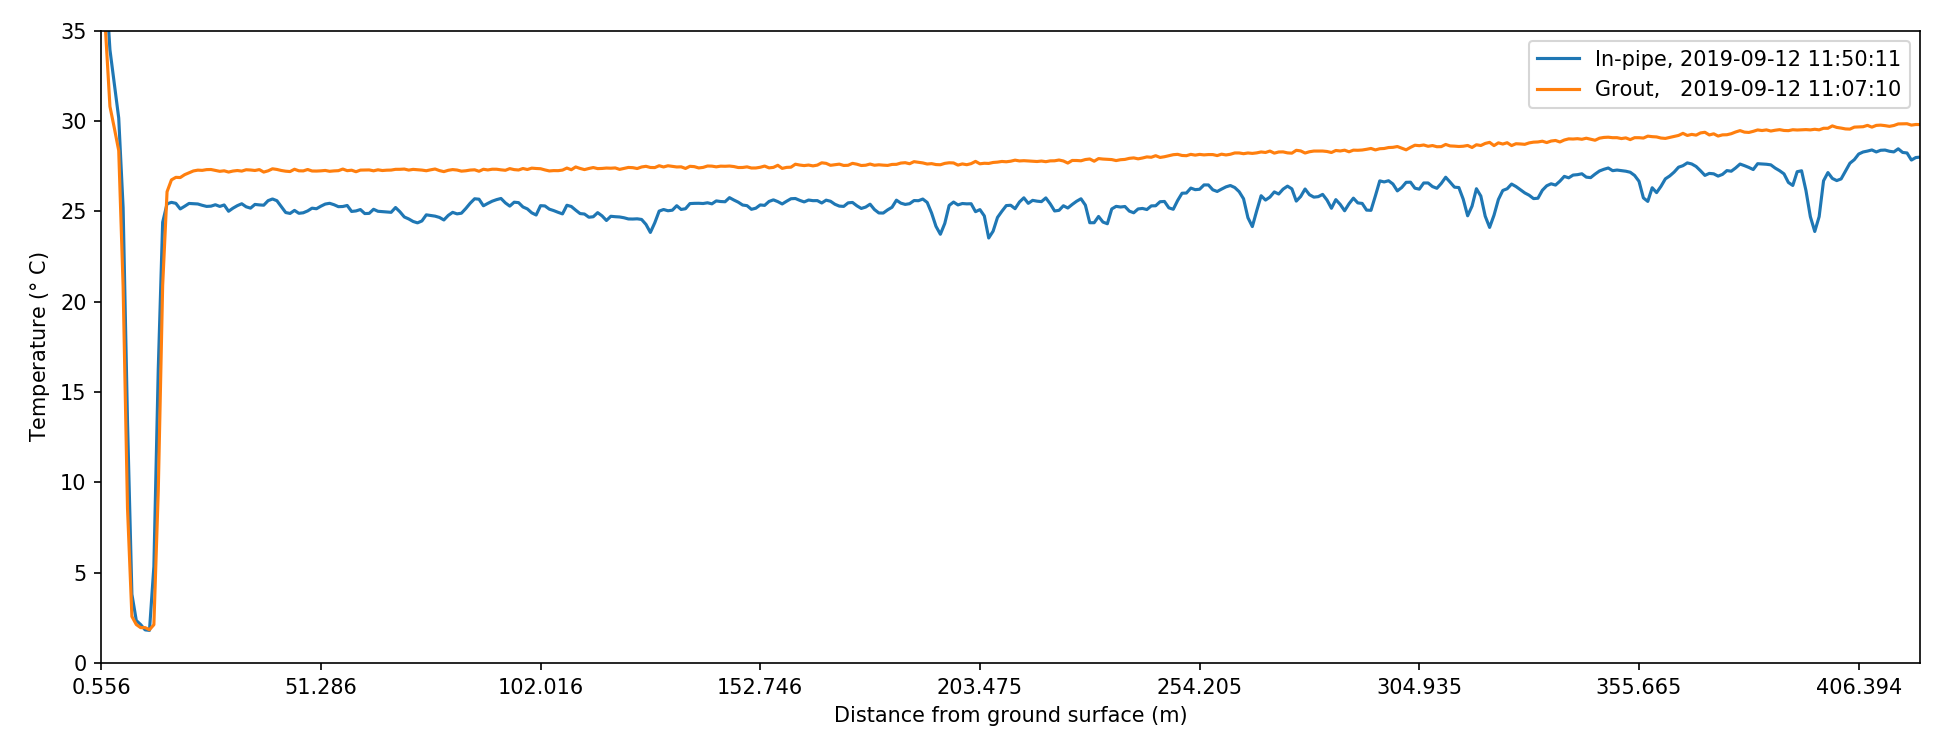 35
30
25
20
15
10
5
0
Temperature (° C)
In-pipe, 2019-09-12 11:50:11
Grout,   2019-09-12 11:07:10
0.556 51.286 102.016 152.746 203.475 254.205 304.935 355.665 406.394
Distance from ground surface (m)